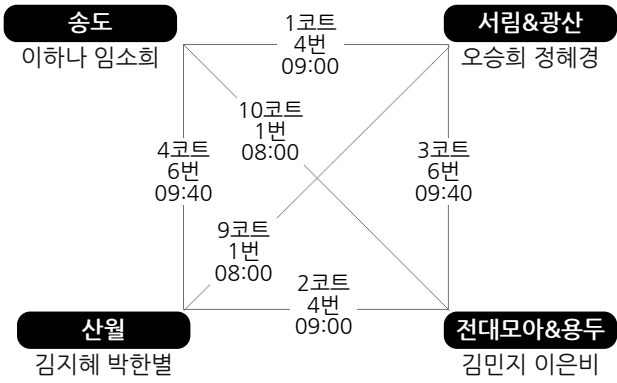 송도
이하나 임소희
서림&광산
오승희 정혜경
1코트
4번
09:00
10코트
1번
08:00
4코트
6번
09:40
3코트
6번
09:40
9코트
1번
08:00
2코트
4번
09:00
산월
김지혜 박한별
전대모아&용두
김민지 이은비